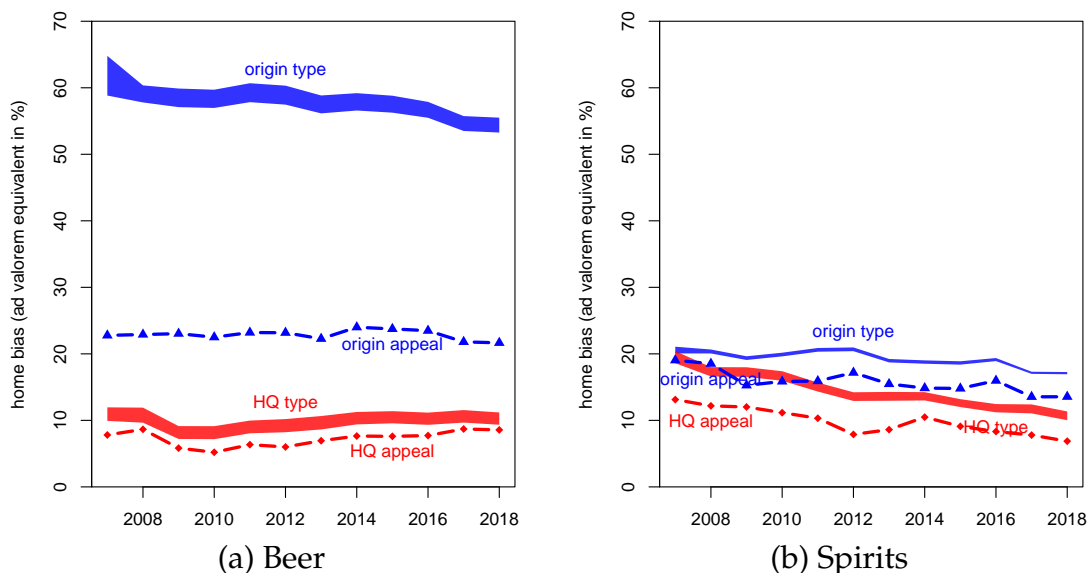 home bias (ad valorem equivalent in %)
70
60
50
40
30
20
10
0
origin type
origin appeal
HQ type
HQ appeal
2008 2010 2012 2014 2016 2018
(a) Beer
home bias (ad valorem equivalent in %)
70
60
50
40
30
20
10
0
origin type
origin appeal
HQ appeal
HQ type
2008 2010 2012 2014 2016 2018
(b) Spirits